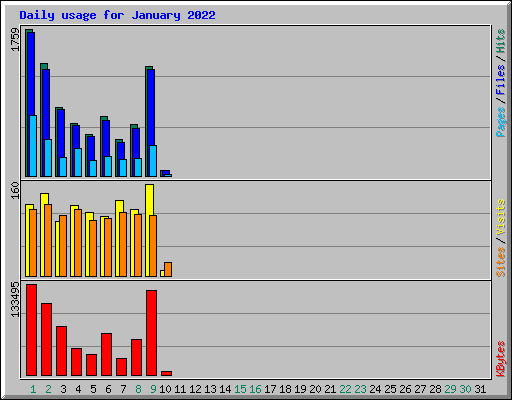 Daily usage for January 2022
1759
Pages/Files/Hits
160
Sites/Visits
133495
KBytes
1 2 3 4 5 6 7 8 9 10 11 12 13 14 15 16 17 18 19 20 21 22 23 24 25 26 27 28 29 30 31